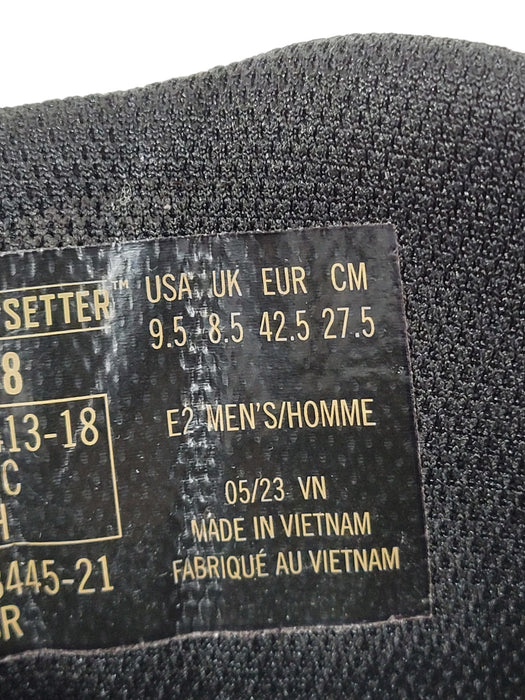 SETTER™
8
USA UK EUR CM
9.5 8.5 42.5 27.5
13-18
C
H
E2 MEN'S/HOMME
445-21
R
05/23 VN
MADE IN VIETNAM
FABRIQUÉ AU VIETNAM